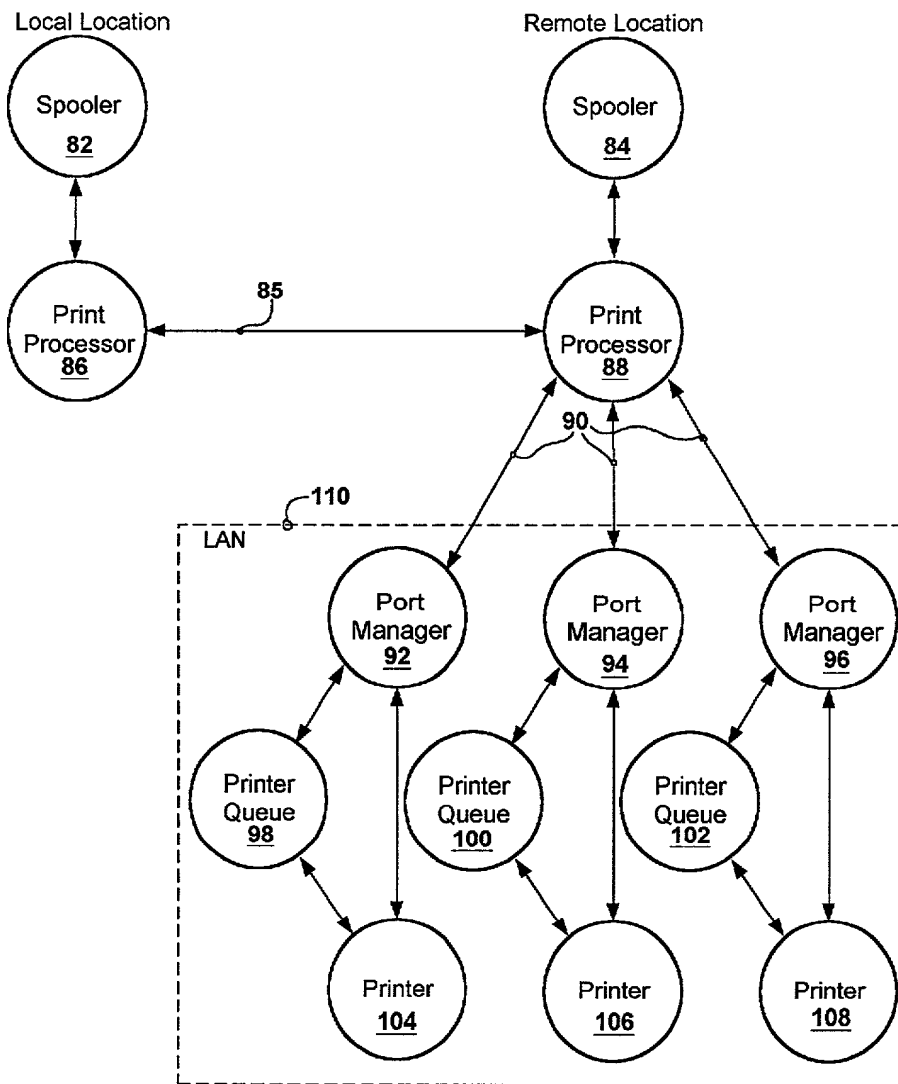 Local Location
Remote Location
Spooler
82
Spooler
84
Print
Processor
86
85
Print
Processor
88
90
110
LAN
Port
Manager
92
Port
Manager
94
Port
Manager
96
Printer
Queue
98
Printer
Queue
100
Printer
Queue
102
Printer
104
Printer
106
Printer
108